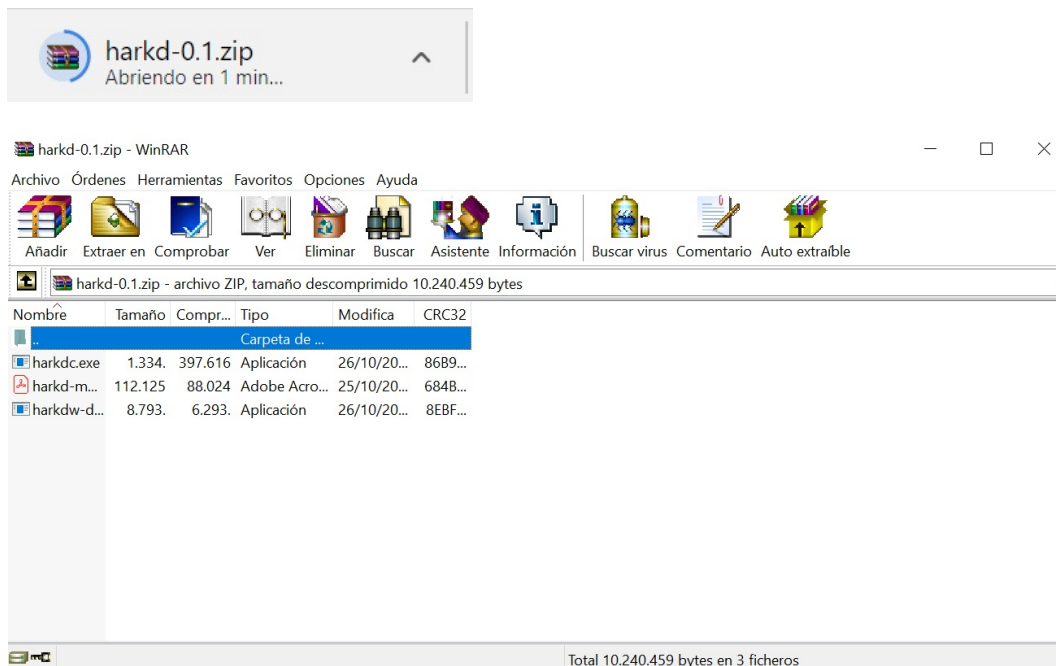 harkd-0.1.zip
Abriendo en 1 min...
harkd-0.1.zip - WinRAR
Archivo Órdenes Herramientas Favoritos Opciones Ayuda
Añadir Extraer en Comprobar Ver Eliminar Buscar Asistente Información Buscar virus Comentario Auto extraíble
harkd-0.1.zip - archivo ZIP, tamaño descomprimido 10.240.459 bytes
Nombre Tamaño Compr... Tipo Modifica CRC32
.. Carpeta de ...
harkdc.exe 1.334. 397.616 Aplicación 26/10/20... 86B9...
harkd-m... 112.125 88.024 Adobe Acro... 25/10/20... 684B...
harkdw-d... 8.793. 6.293. Aplicación 26/10/20... 8EBF...
Total 10.240.459 bytes en 3 ficheros